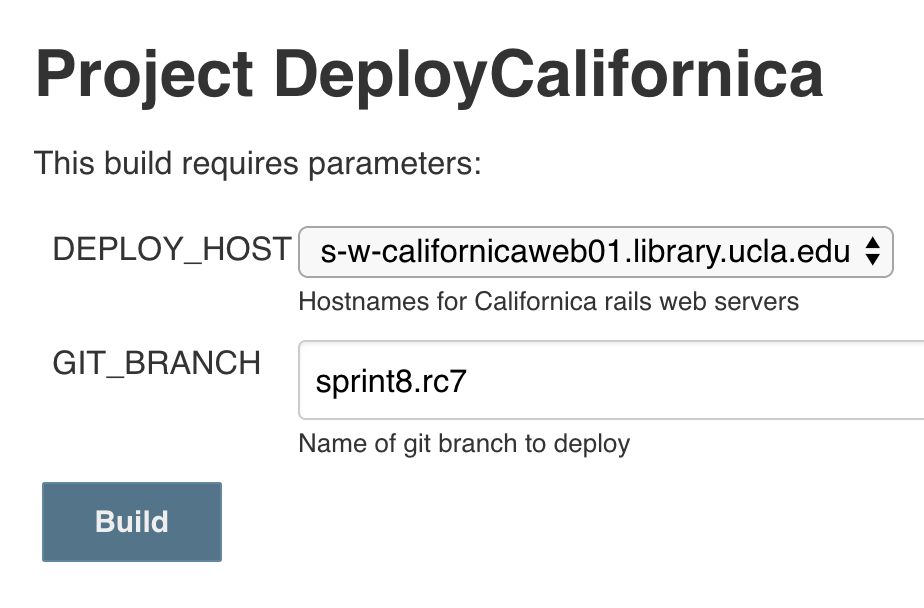 Project DeployCalifornica
This build requires parameters:
DEPLOY_HOST s-w-californicaweb01.library.ucla.edu
Hostnames for Californica rails web servers
GIT_BRANCH sprint8.rc7
Name of git branch to deploy
Build